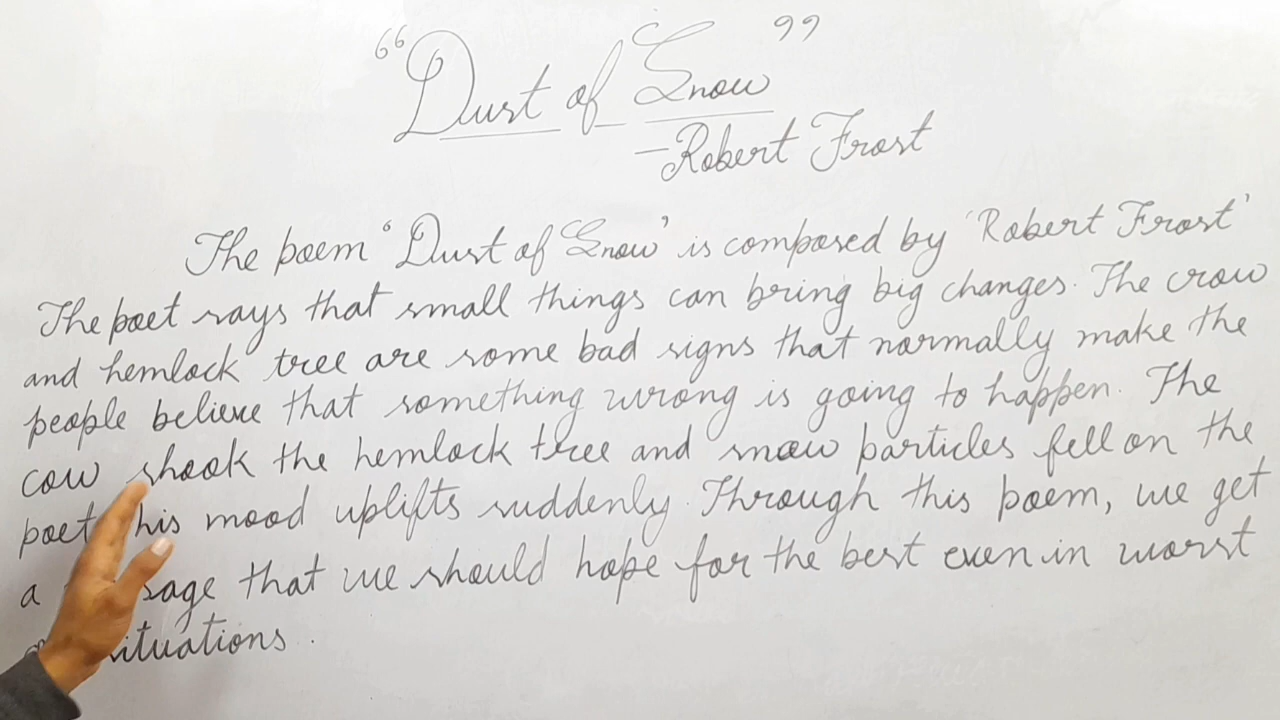 “Dust of Snow”
—Robert Frost
The poem ‘Dust of Snow’ is composed by ‘Robert Frost’
The poet says that small things can bring big changes. The crow
and hemlock tree are some bad signs that normally make the
people believe that something wrong is going to happen. The
cow shook the hemlock tree and snow particles fell on the
poet his mood uplifts suddenly. Through this poem, we get
a sage that we should hope for the best even in worst
situations.